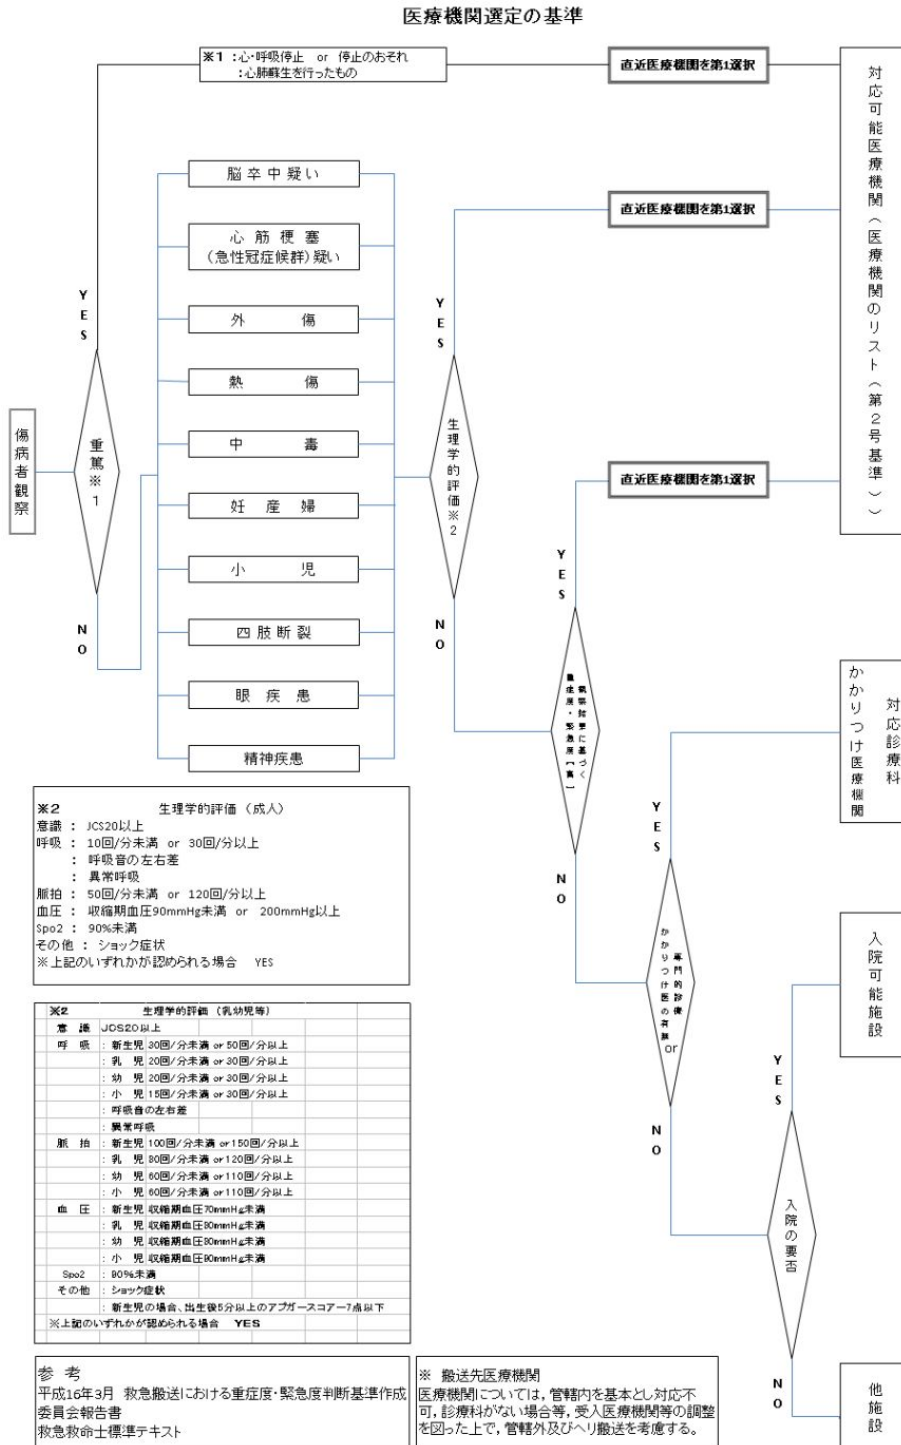 医療機関選定の基準
※1：心・呼吸停止 or 停止のおそれ
：心肺蘇生を行ったもの
直近医療機関を第1選択
対応可能医療機関（医療機関のリスト（第２号基準））
脳卒中疑い
直近医療機関を第1選択
心筋梗塞
（急性冠症候群）疑い
YES
YES
外傷
熱傷
傷病者観察
重篤※1
中毒
生理学的評価※2
直近医療機関を第1選択
妊産婦
YES
小児
NO
四肢断裂
NO
眼疾患
観察結果に基づく
重症度・緊急度【高】
かかりつけ医療機関
対応診療科
精神疾患
YES
※2 生理学的評価（成人）
意識： JCS20以上
呼吸： 10回/分未満 or 30回/分以上
： 呼吸音の左右差
： 異常呼吸
脈拍： 50回/分未満 or 120回/分以上
血圧： 収縮期血圧90mmHg未満 or 200mmHg以上
Spo2： 90%未満
その他： ショック症状
※上記のいずれかが認められる場合 YES
NO
専門的診療 or
かかりつけ医の有無
入院可能施設
YES
NO
※2 生理学的評価（乳幼児等）
意識 JCS20以上
呼吸 ：新生児 30回/分未満 or 50回/分以上
：乳児 20回/分未満 or 30回/分以上
：幼児 20回/分未満 or 30回/分以上
：小児 15回/分未満 or 30回/分以上
：呼吸音の左右差
：異常呼吸
脈拍 ：新生児 100回/分未満 or 150回/分以上
：乳児 80回/分未満 or 120回/分以上
：幼児 60回/分未満 or 110回/分以上
：小児 60回/分未満 or 110回/分以上
血圧 ：新生児 収縮期血圧70mmHg未満
：乳児 収縮期血圧80mmHg未満
：幼児 収縮期血圧80mmHg未満
：小児 収縮期血圧80mmHg未満
Spo2 ：90%未満
その他 ：ショック症状
：新生児の場合、出生後5分以上のアプガースコアー7点以下
※上記のいずれかが認められる場合 YES
入院の要否
NO
他施設
参考
平成16年3月 救急搬送における重症度・緊急度判断基準作成
委員会報告書
救急救命士標準テキスト
※ 搬送先医療機関
医療機関については，管轄内を基本とし対応不
可，診療科がない場合等，受入医療機関等の調整
を図った上で，管轄外及びヘリ搬送を考慮する。